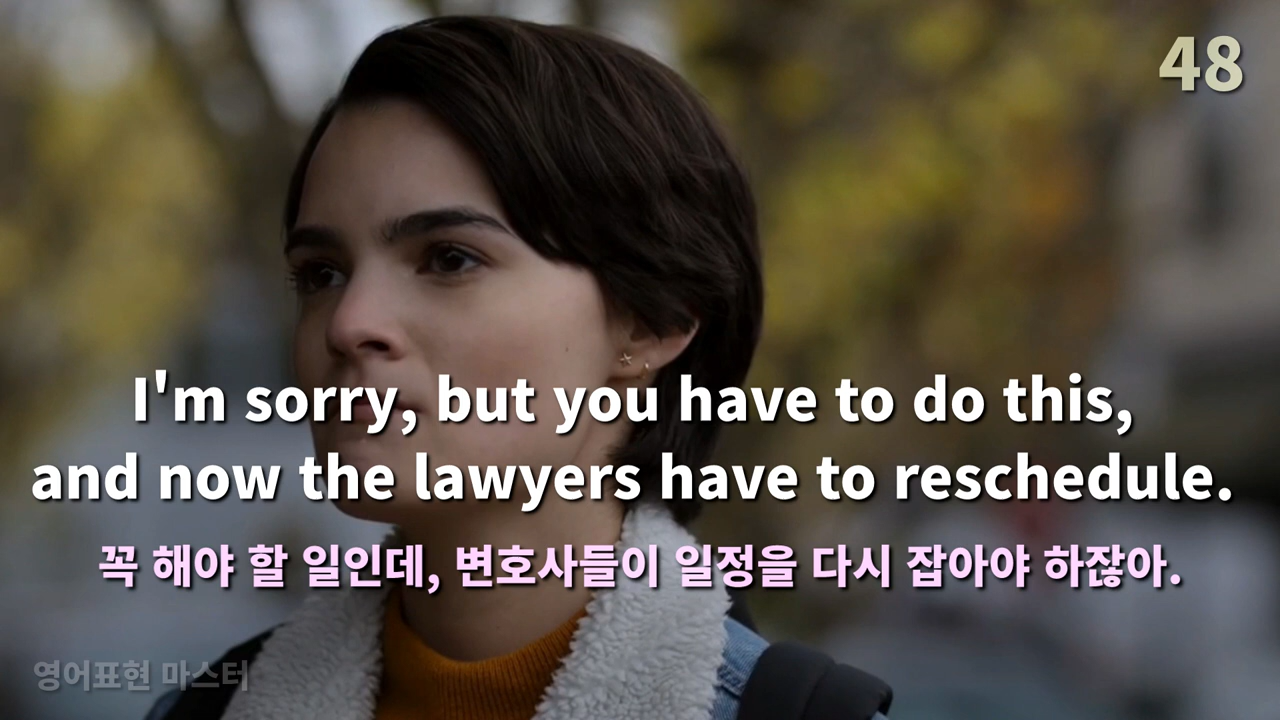 48
I'm sorry, but you have to do this,
and now the lawyers have to reschedule.
꼭 해야 할 일인데, 변호사들이 일정을 다시 잡아야 하잖아.
영어표현 마스터